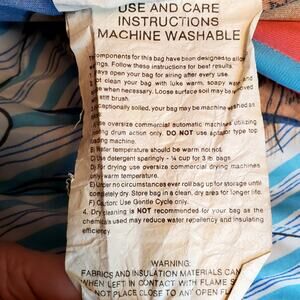 USE AND CARE
INSTRUCTIONS
MACHINE WASHABLE
components for this bag have been designed to allow
Follow these instructions for best results.
open your bag for airing after every use.
not clean your bag with luke warm, soapy water and
when necessary. Loose surface soil may be removed
stiff brush.
exceptionally soiled, your bag may be machine washed as
use oversize commercial automatic machines utilizing
drum action only. DO NOT use agitator type top
loading machine.
B) Water temperature should be warm not hot.
C) Use detergent sparingly - ¼ cup for 3 lb. bags
D) For drying use oversize commercial drying machines
only warm temperature.
E) Under no circumstances ever roll bag up for storage until
completely dry. Store bag in a clean, dry area for longer life.
F) Caution: Use Gentle Cycle only.
4. Dry cleaning is NOT recommended for your bag as the
chemicals used may reduce water repellency and insulating
efficiency.
WARNING:
FABRICS AND INSULATION MATERIALS CAN
WHEN LEFT IN CONTACT WITH FLAME
NOT PLACE CLOSE TO ANY OPEN